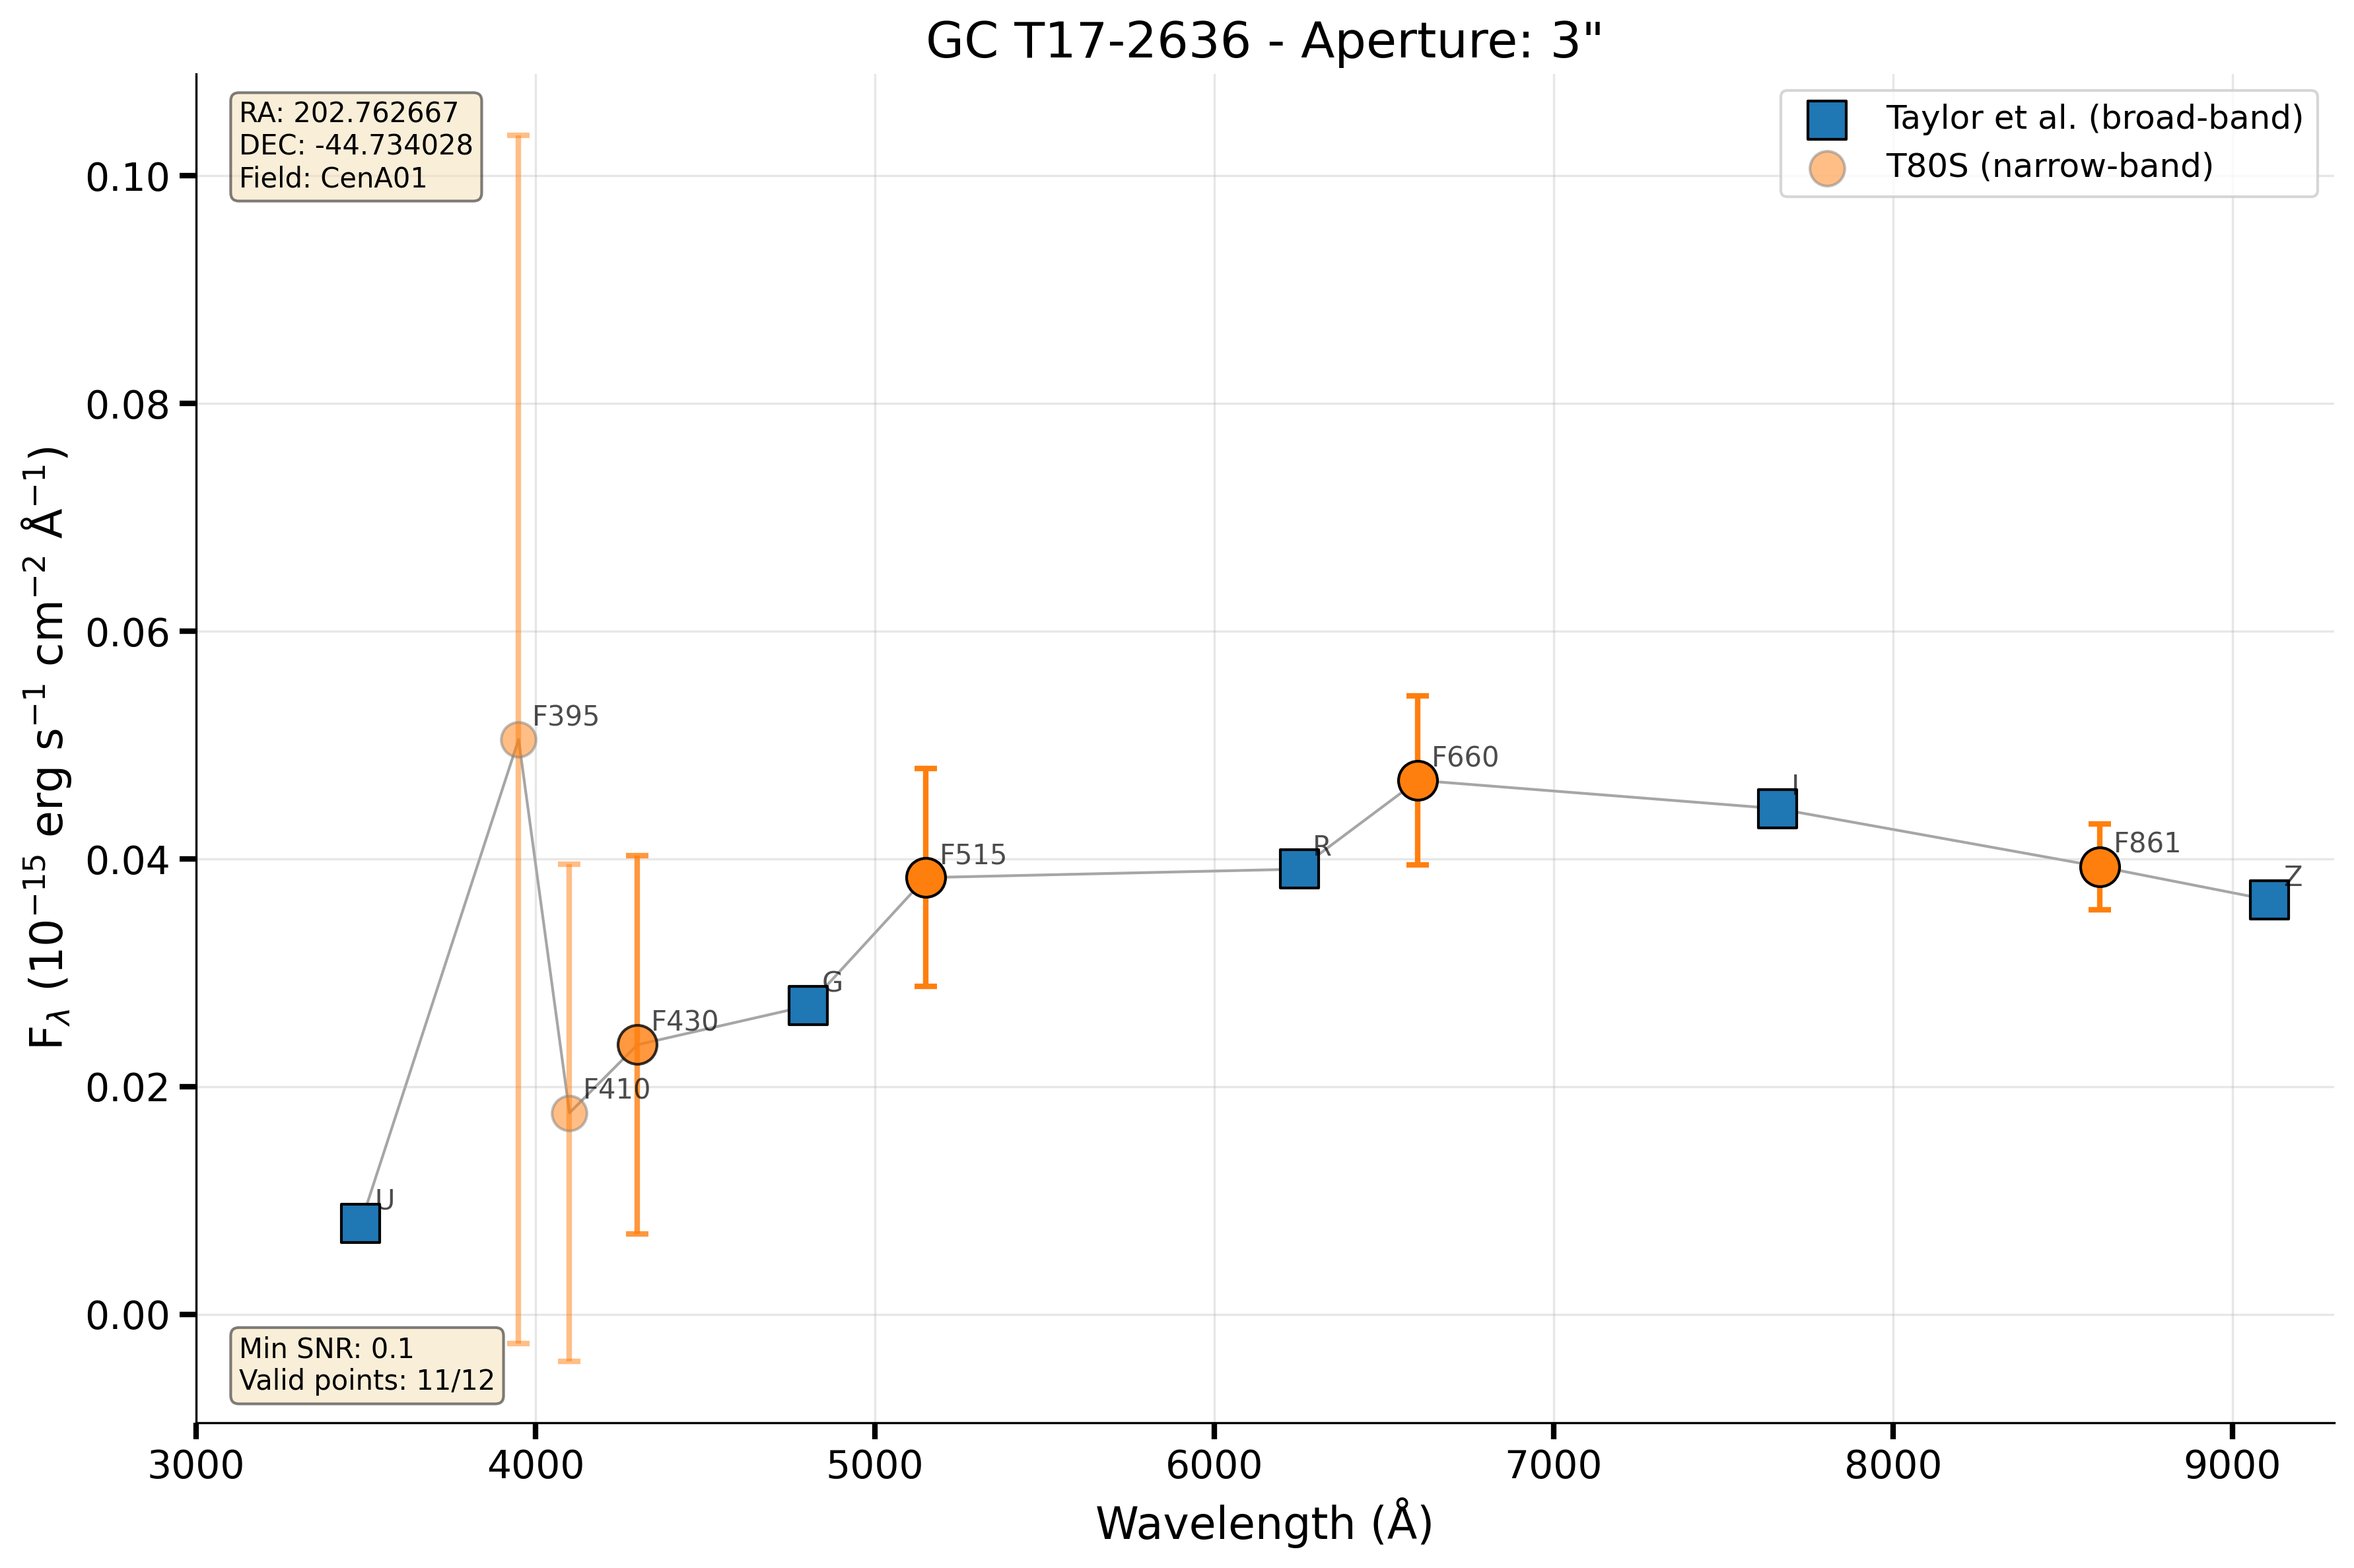 GC T17-2636 - Aperture: 3"
RA: 202.762667
DEC: -44.734028
Field: CenA01
Taylor et al. (broad-band)
T80S (narrow-band)
0.10
0.08
0.06
0.04
0.02
0.00
F$_λ$ (10$^{-15}$ erg s$^{-1}$ cm$^{-2}$ Å$^{-1}$)
U
F395
F410
F430
G
F515
R
F660
I
F861
Z
Min SNR: 0.1
Valid points: 11/12
3000 4000 5000 6000 7000 8000 9000
Wavelength (Å)